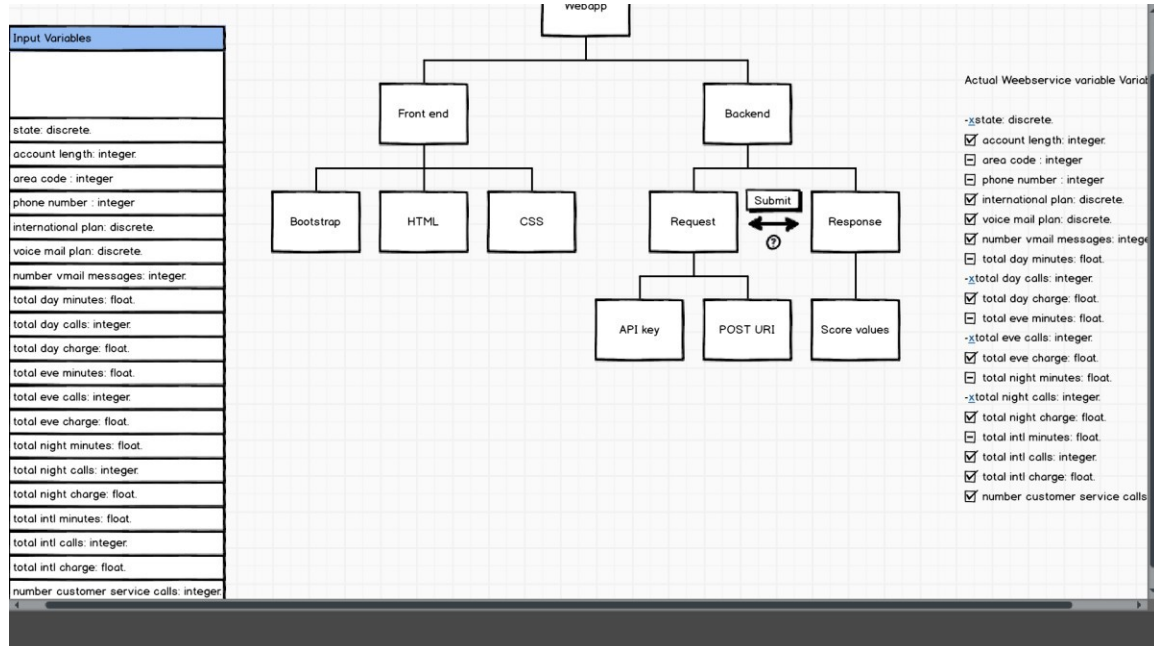 Webapp
Input Variables
state: discrete.
account length: integer.
area code : integer
phone number : integer
international plan: discrete.
voice mail plan: discrete.
number vmail messages: integer.
total day minutes: float.
total day calls: integer.
total day charge: float.
total eve minutes: float.
total eve calls: integer.
total eve charge: float.
total night minutes: float.
total night calls: integer.
total night charge: float.
total intl minutes: float.
total intl calls: integer.
total intl charge: float.
number customer service calls: integer.
Front end
Backend
Bootstrap
HTML
CSS
Request
Submit
?
Response
API key
POST URI
Score values
Actual Weebservice variable Variab
-xstate: discrete.
account length: integer.
area code : integer
phone number : integer
international plan: discrete.
voice mail plan: discrete.
number vmail messages: intege
total day minutes: float.
-xtotal day calls: integer.
total day charge: float.
total eve minutes: float.
-xtotal eve calls: integer.
total eve charge: float.
total night minutes: float.
-xtotal night calls: integer.
total night charge: float.
total intl minutes: float.
total intl calls: integer.
total intl charge: float.
number customer service calls